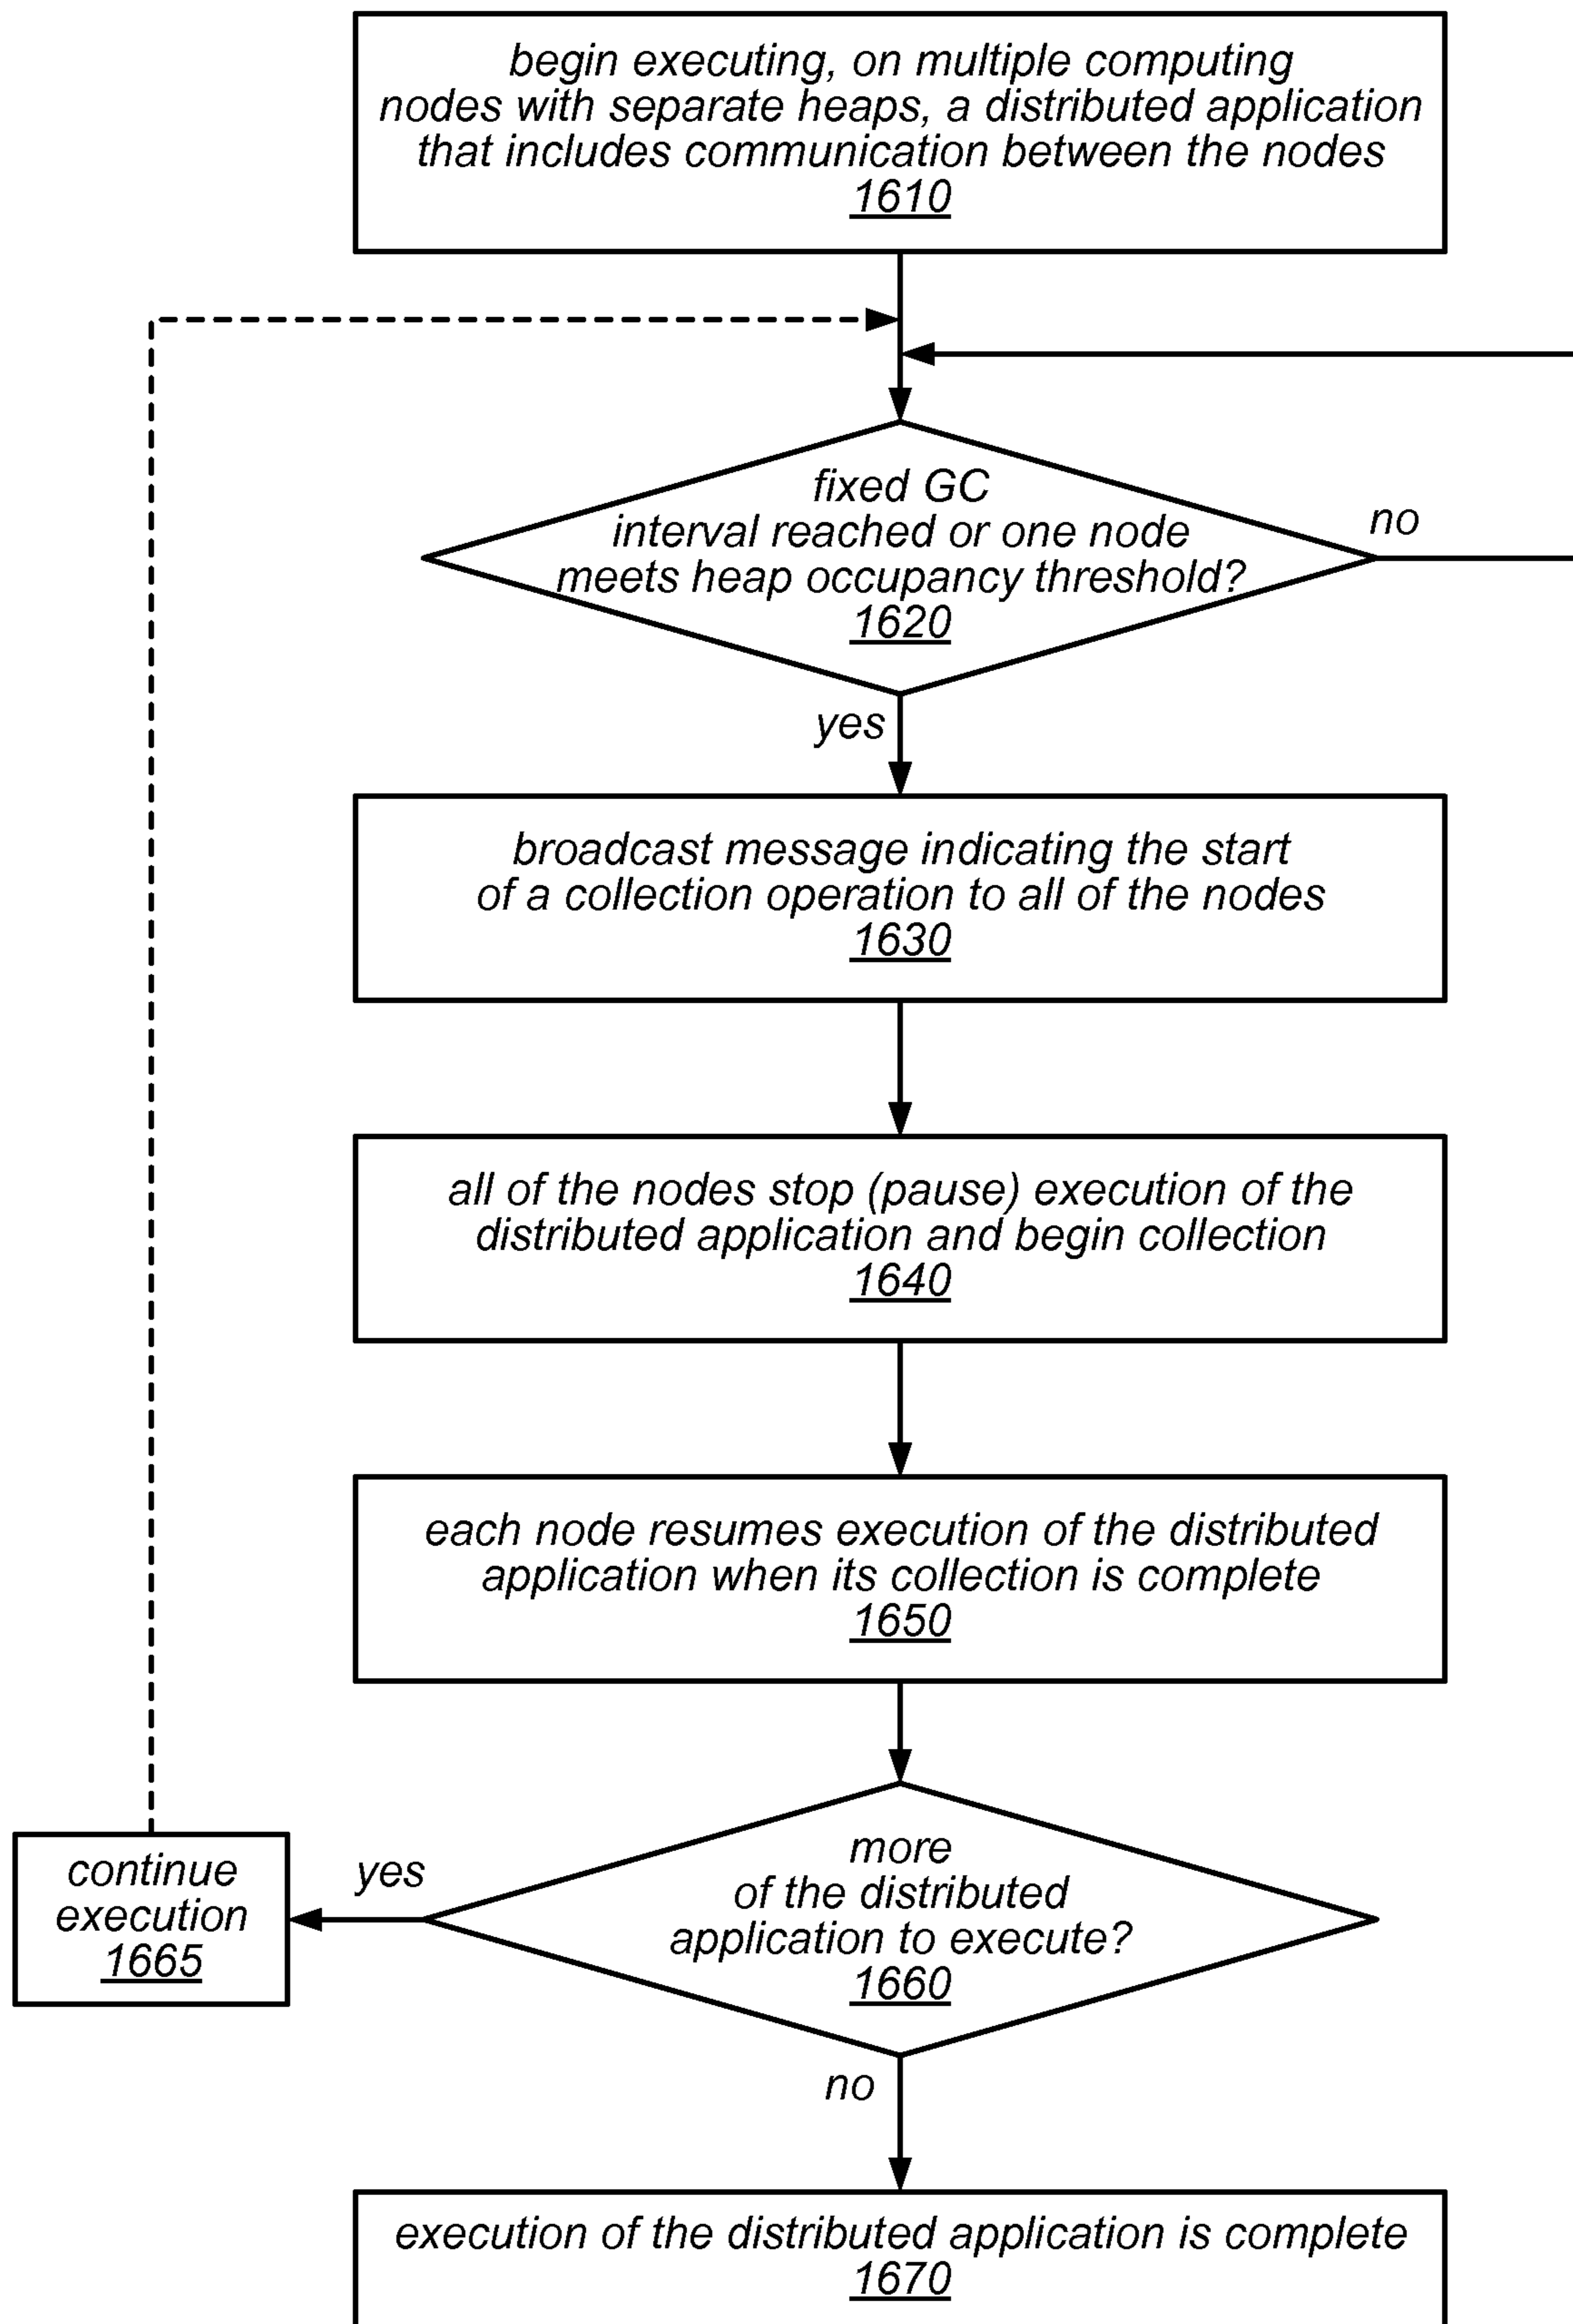 begin executing, on multiple computing
nodes with separate heaps, a distributed application
that includes communication between the nodes
1610
fixed GC
interval reached or one node
meets heap occupancy threshold?
1620
no
yes
broadcast message indicating the start
of a collection operation to all of the nodes
1630
all of the nodes stop (pause) execution of the
distributed application and begin collection
1640
each node resumes execution of the distributed
application when its collection is complete
1650
more
of the distributed
application to execute?
1660
yes
continue
execution
1665
no
execution of the distributed application is complete
1670